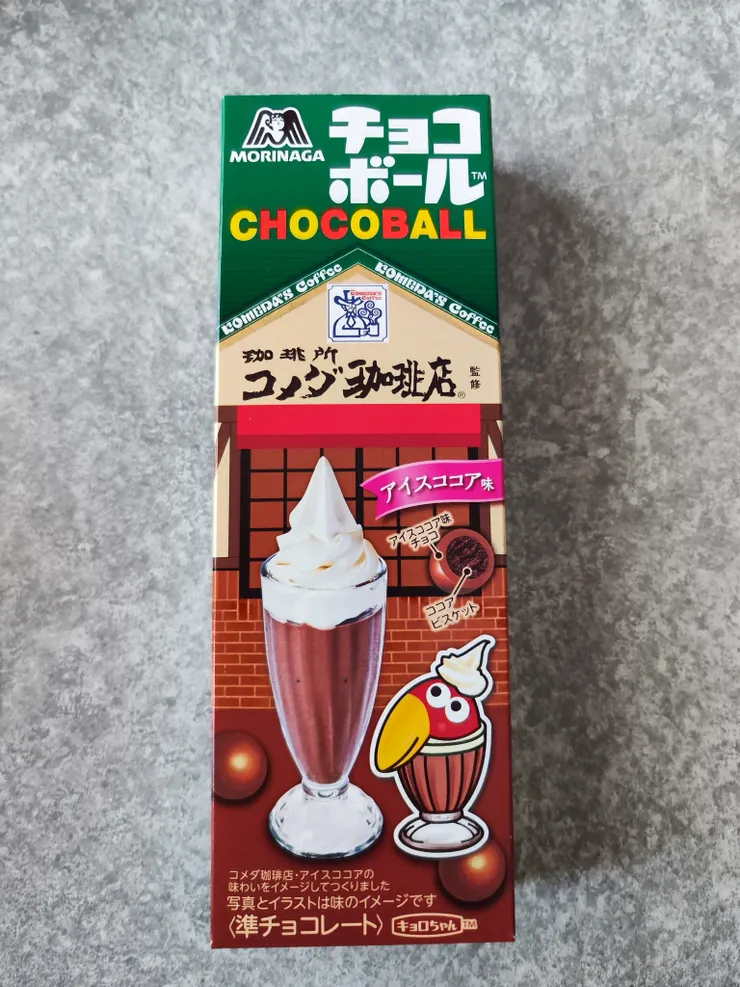 MORINAGA
チョコ
ボール™
CHOCOBALL
KOMEDA'S Coffee
KOMEDA'S Coffee
KOMEDA'S
Coffee
珈琲所
コメダ珈琲店®
監修
アイスココア味
アイスココア味
チョコ
ココア
ビスケット
コメダ珈琲店・アイスココアの
味わいをイメージしてつくりました
写真とイラストは味のイメージです
〈準チョコレート〉
キョロちゃん™